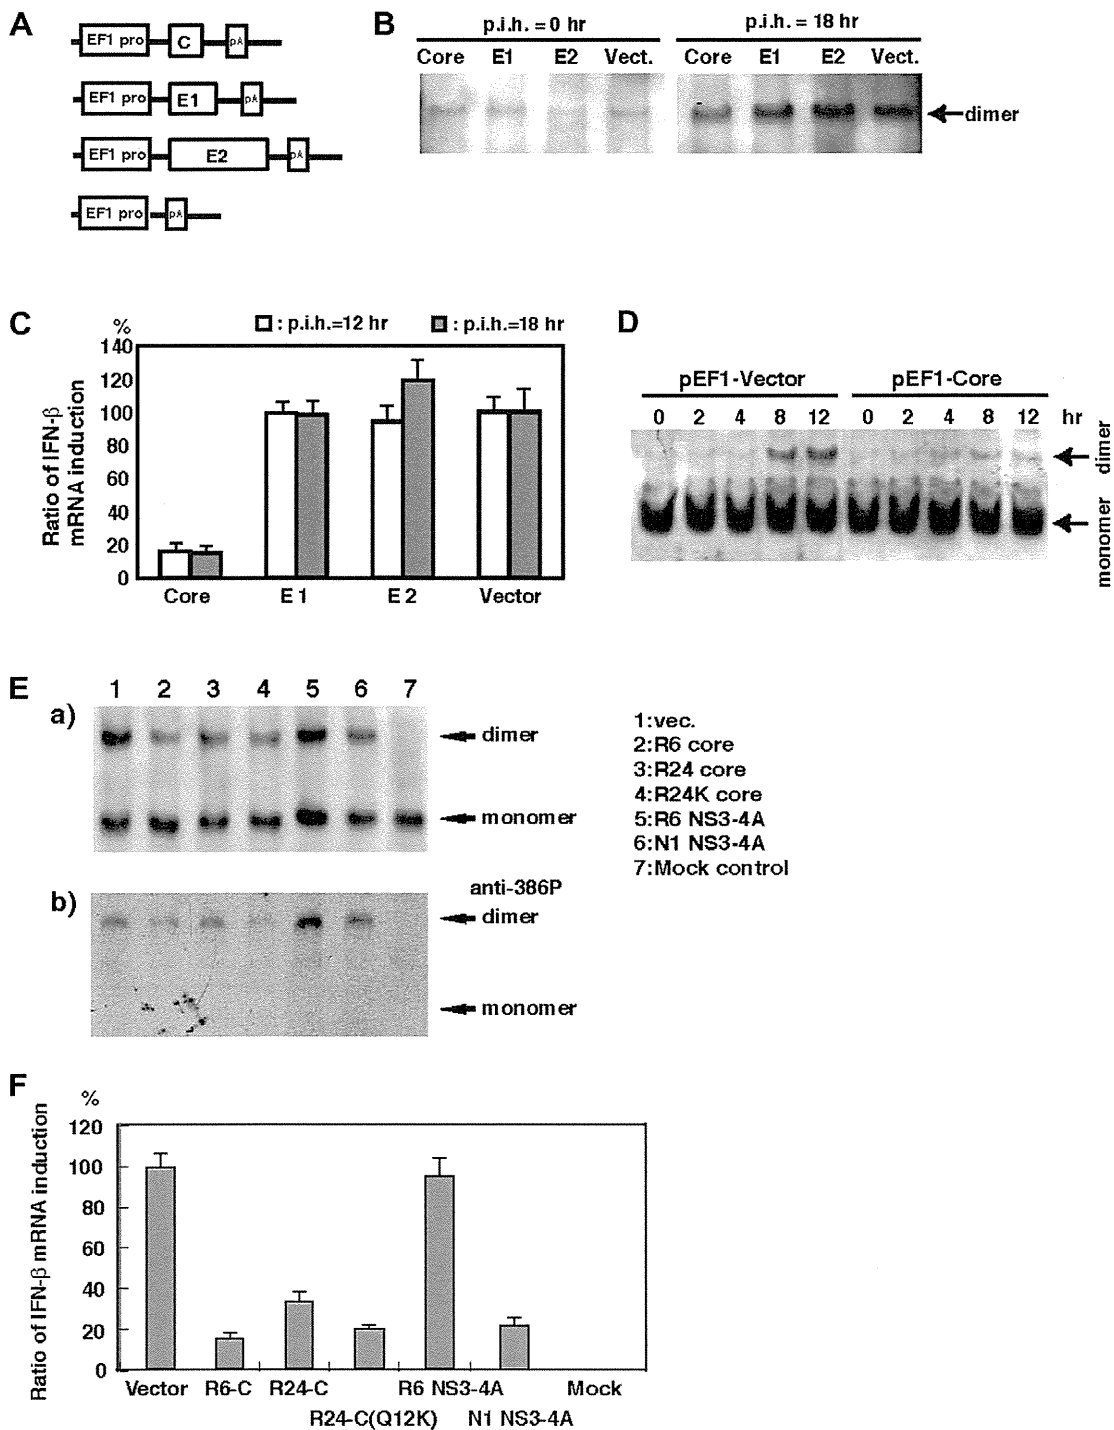 A
EF1 pro C pA
EF1 pro E1 pA
EF1 pro E2 pA
EF1 pro pA
B
p.i.h. = 0 hr p.i.h. = 18 hr
Core E1 E2 Vect. Core E1 E2 Vect.
dimer
C
% : p.i.h.=12 hr : p.i.h.=18 hr
Ratio of IFN-β
mRNA induction
140
120
100
80
60
40
20
0
Core E1 E2 Vector
D
pEF1-Vector pEF1-Core
0 2 4 8 12 0 2 4 8 12 hr
dimer
monomer
E
1 2 3 4 5 6 7
a)
dimer
monomer
1:vec.
2:R6 core
3:R24 core
4:R24K core
5:R6 NS3-4A
6:N1 NS3-4A
7:Mock control
b)
anti-386P
dimer
monomer
F
%
Ratio of IFN-β mRNA induction
120
100
80
60
40
20
0
Vector R6-C R24-C R6 NS3-4A Mock
R24-C(Q12K) N1 NS3-4A